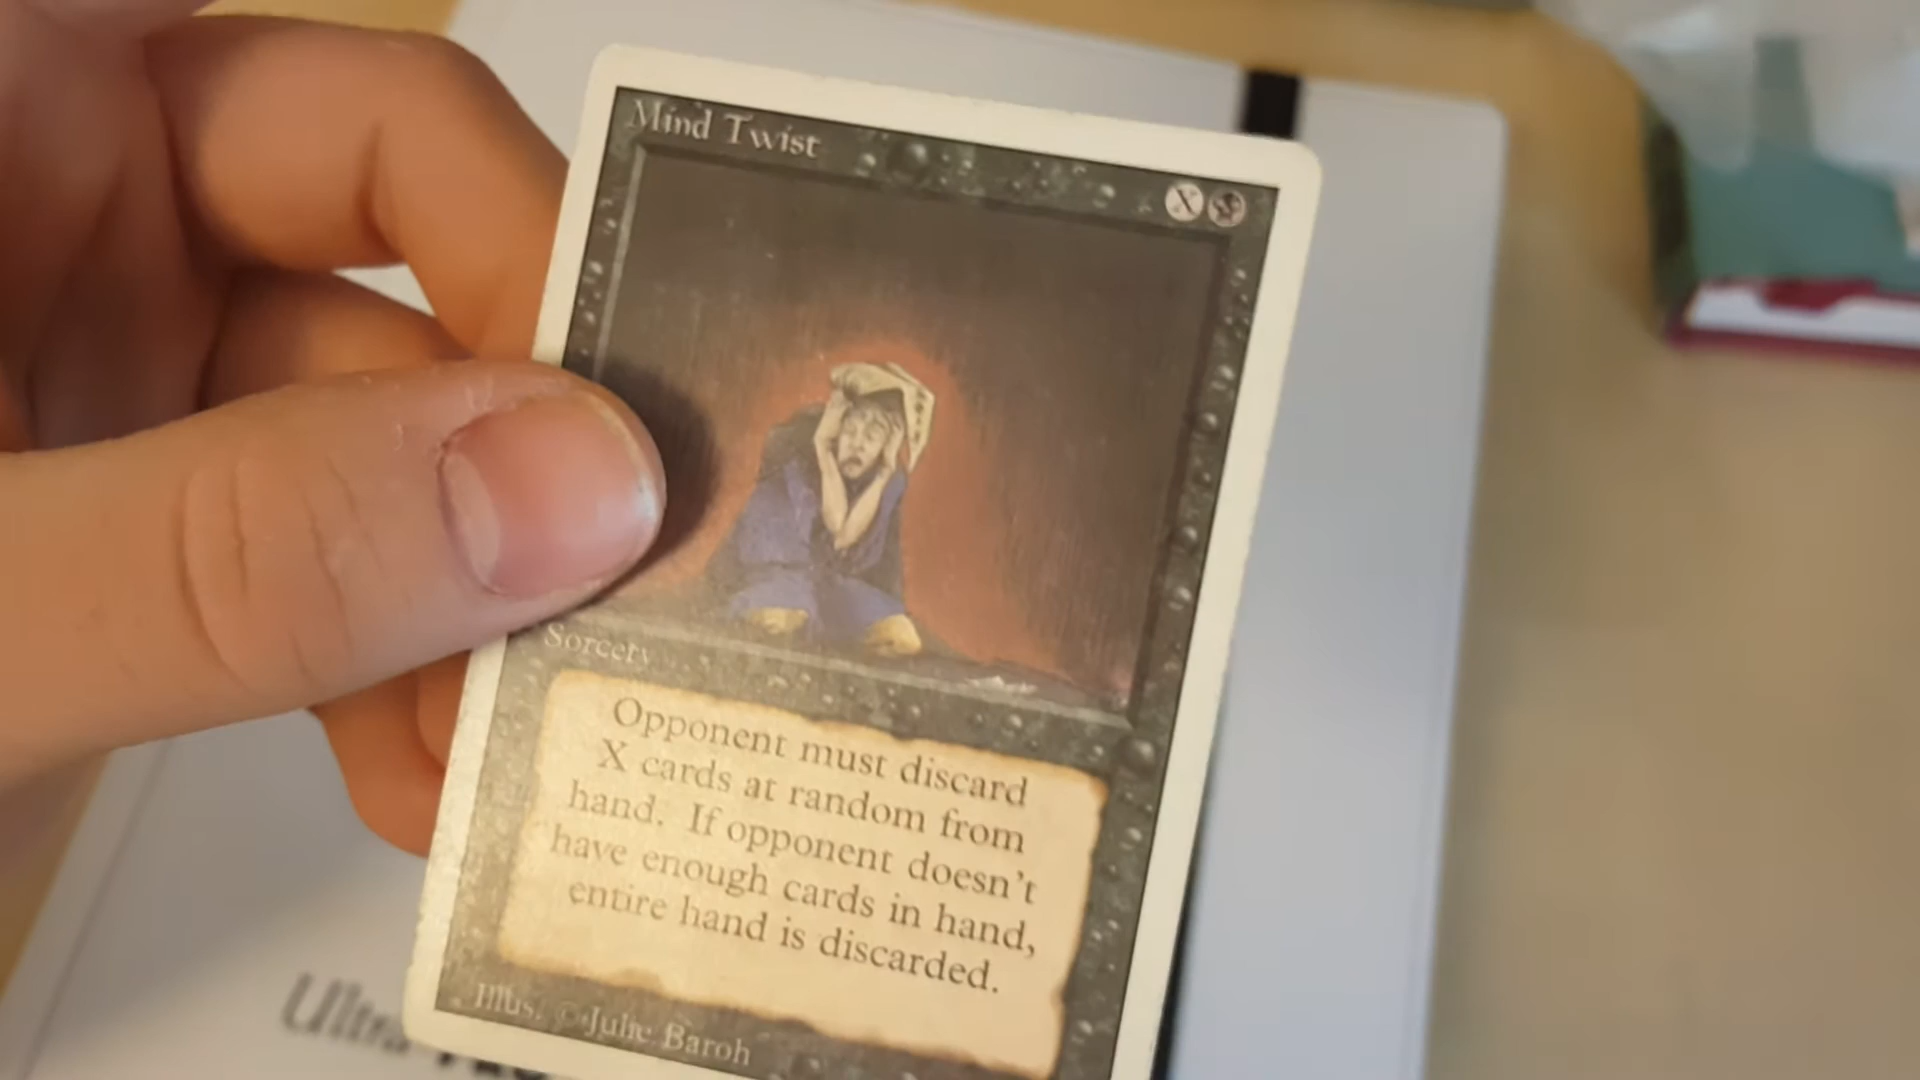 Mind Twist
X
Sorcery
Opponent must discard
X cards at random from
hand. If opponent doesn't
have enough cards in hand,
entire hand is discarded.
Illus. © Julie Baroh
Ultra